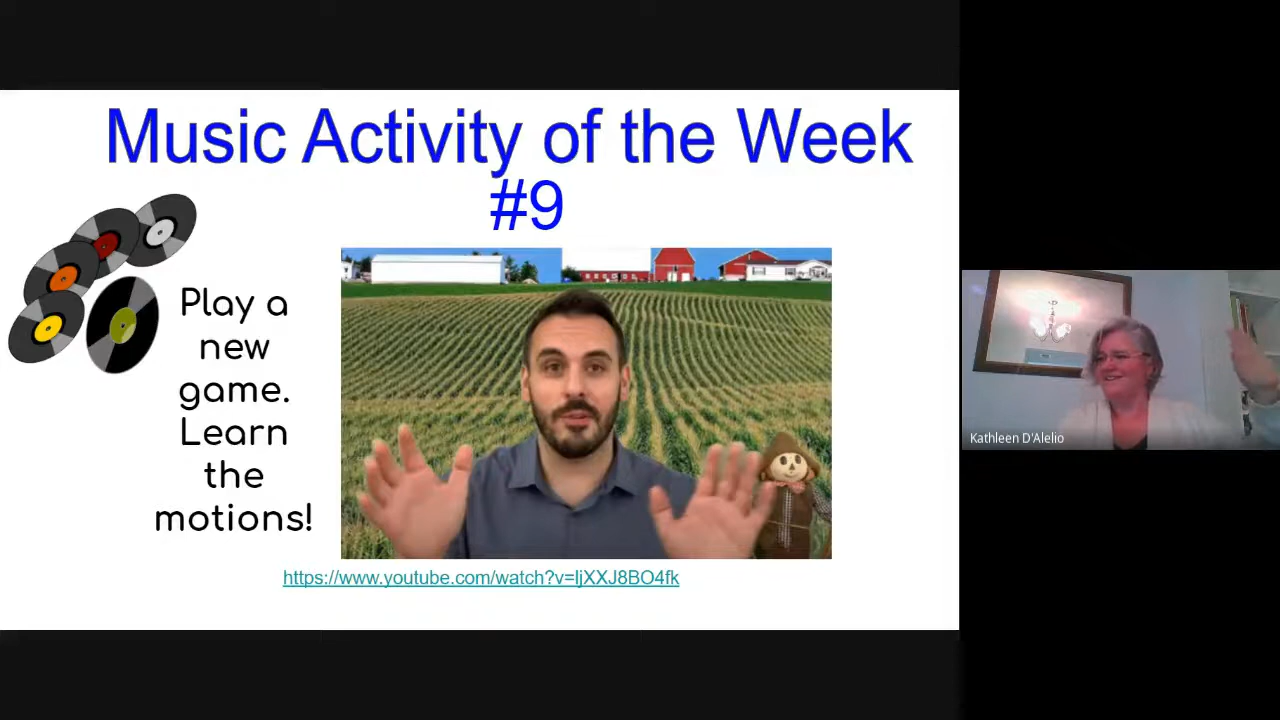 Music Activity of the Week
#9
Play a
new
game.
Learn
the
motions!
https://www.youtube.com/watch?v=ljXXJ8BO4fk
Kathleen D'Alelio